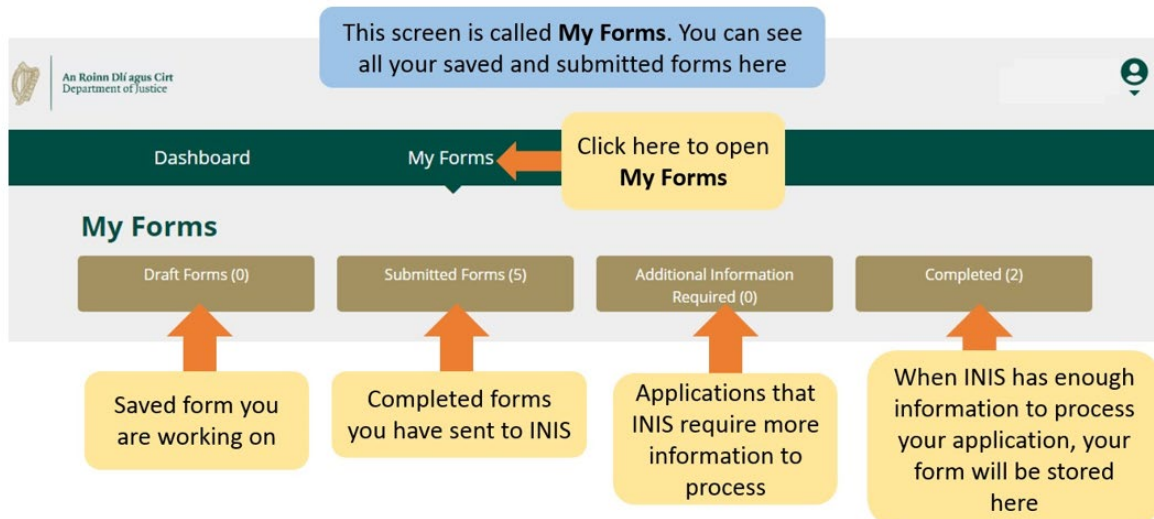 This screen is called My Forms. You can see
all your saved and submitted forms here
An Roinn Dlí agus Cirt
Department of Justice
Dashboard
My Forms
Click here to open
My Forms
My Forms
Draft Forms (0)
Submitted Forms (5)
Additional Information
Required (0)
Completed (2)
Saved form you
are working on
Completed forms
you have sent to INIS
Applications that
INIS require more
information to
process
When INIS has enough
information to process
your application, your
form will be stored
here